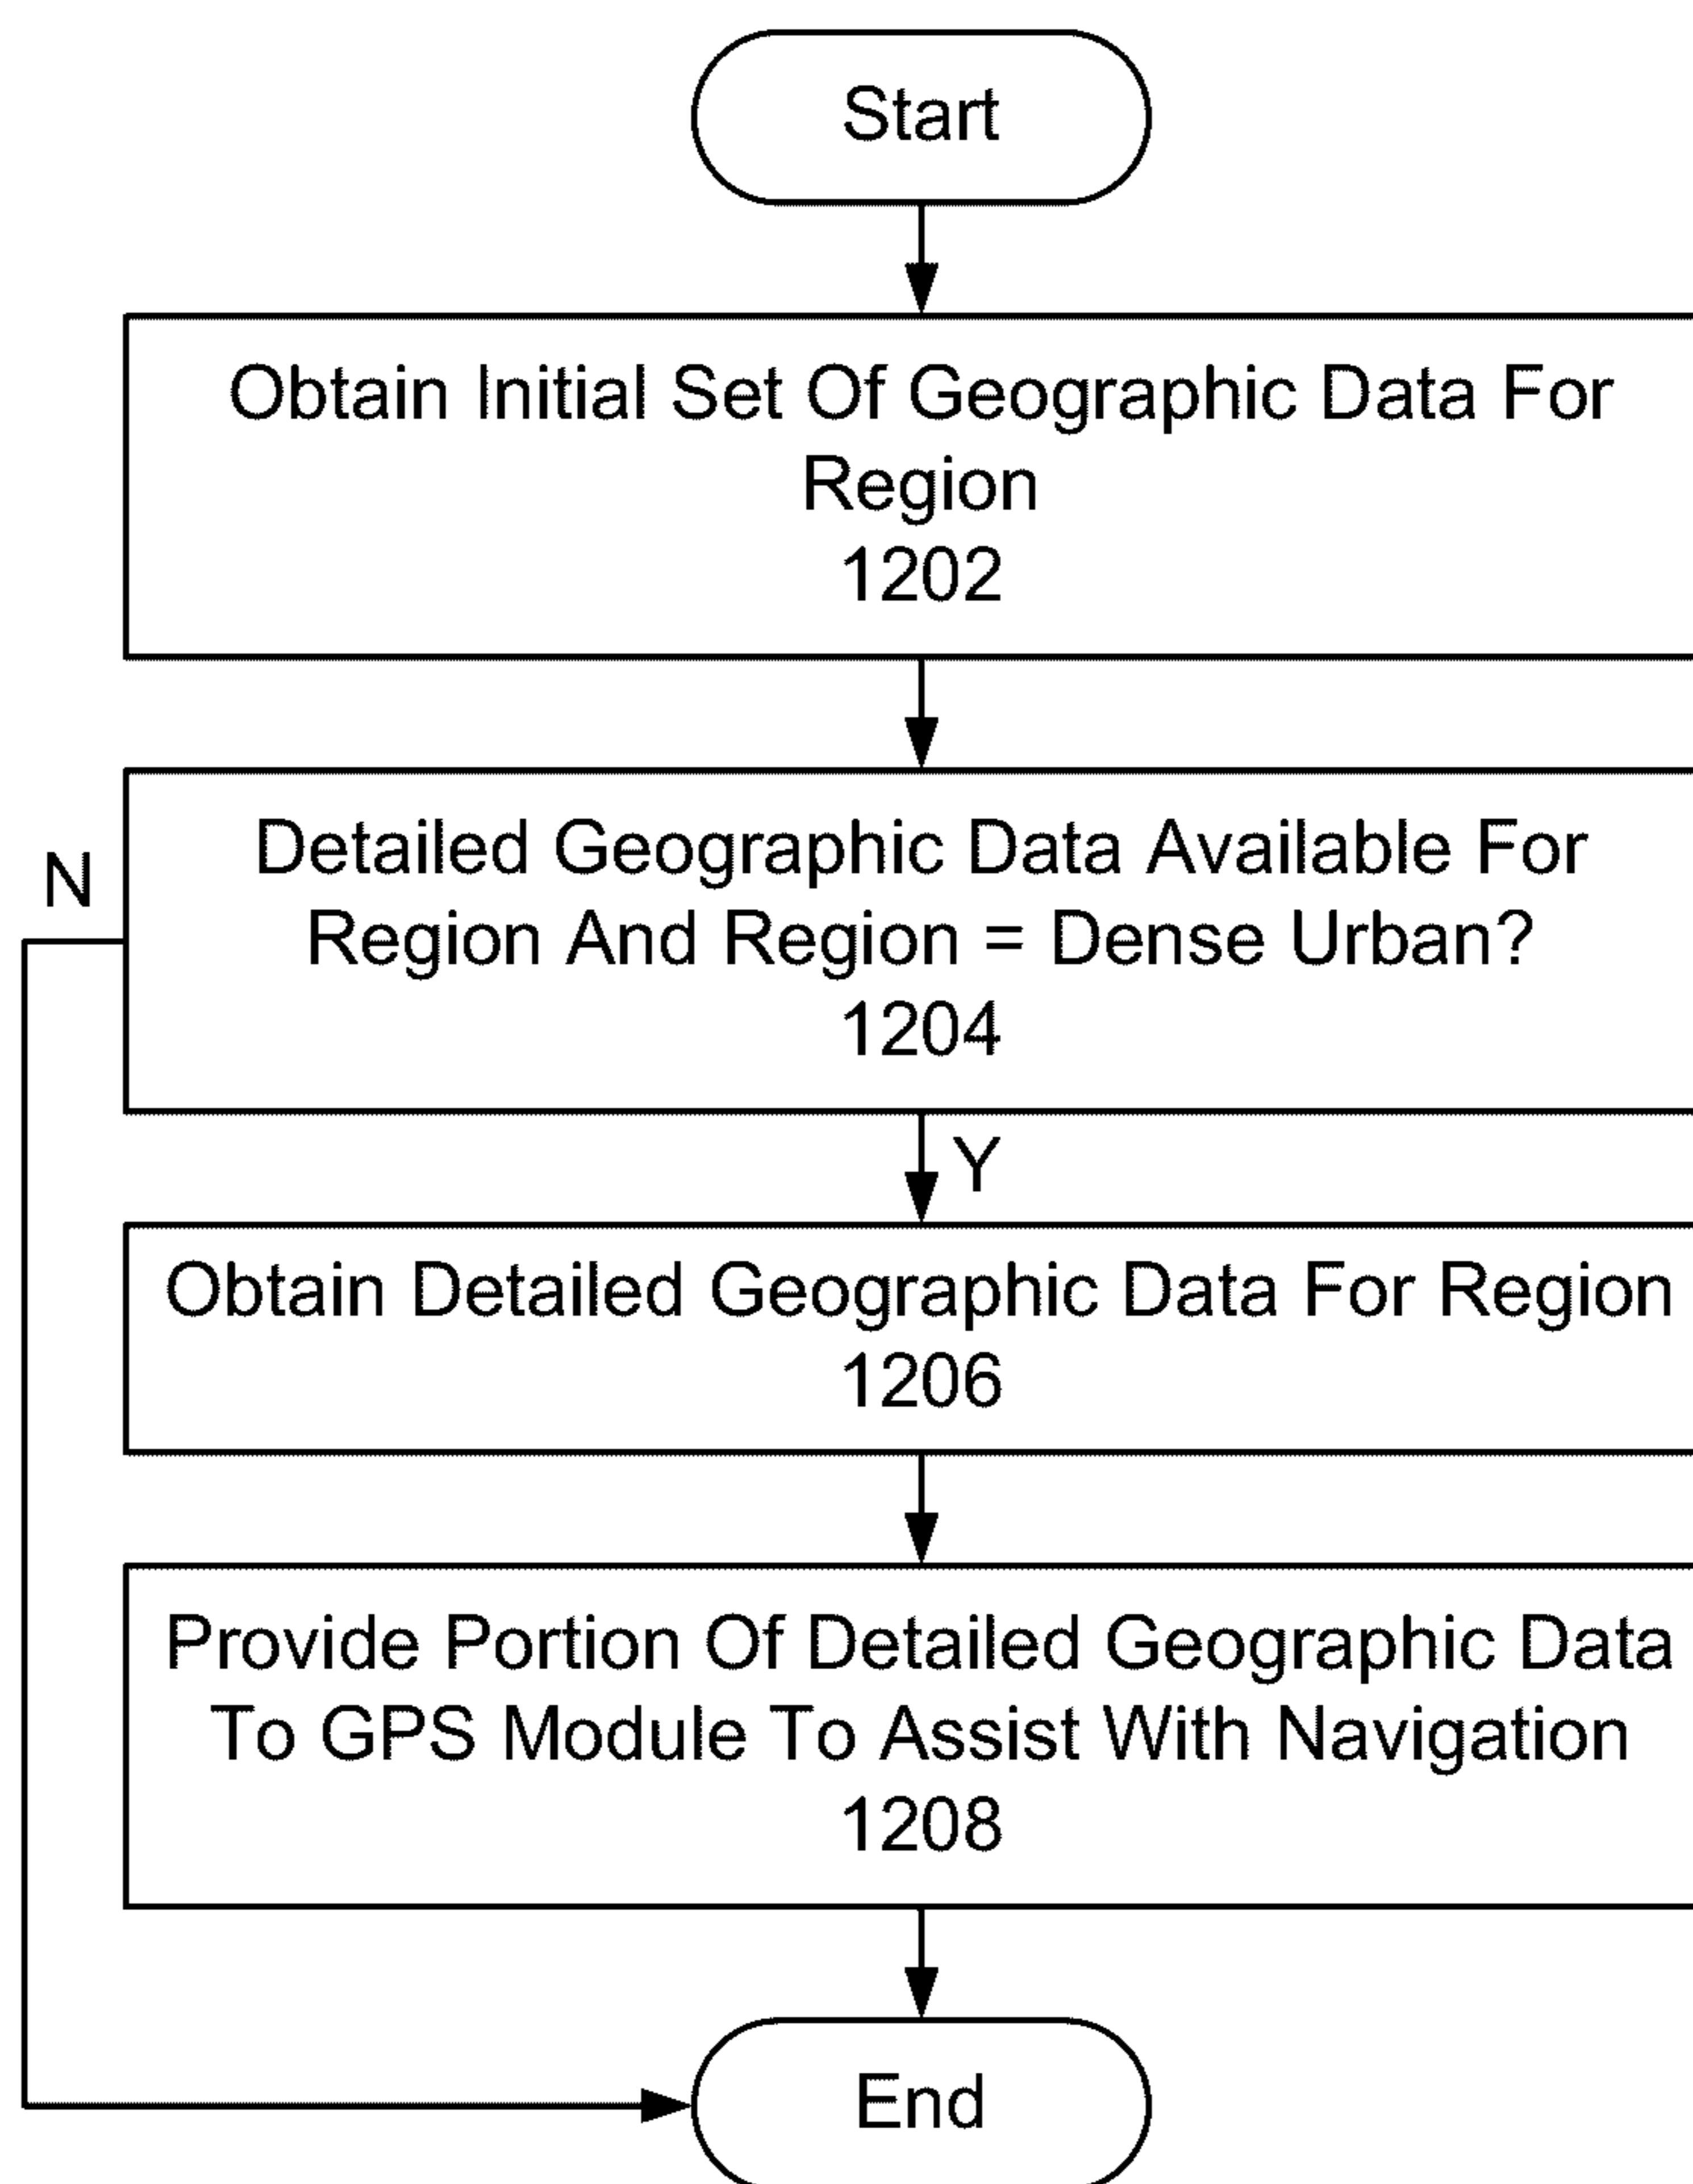 Start
Obtain Initial Set Of Geographic Data For
Region
1202
Detailed Geographic Data Available For
Region And Region = Dense Urban?
1204
N
Y
Obtain Detailed Geographic Data For Region
1206
Provide Portion Of Detailed Geographic Data
To GPS Module To Assist With Navigation
1208
End